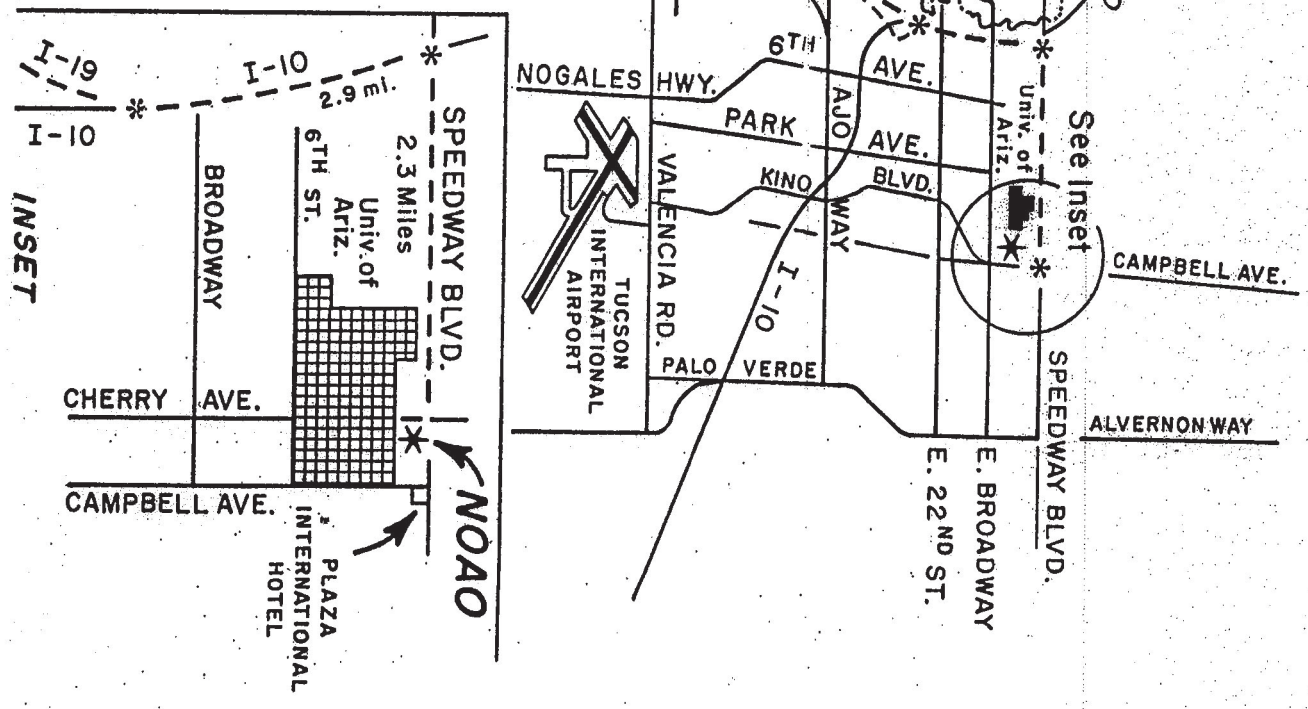 I-19
I-10
2.9 mi.
I-10
INSET
BROADWAY
6TH ST.
Univ. of
Ariz.
2.3 Miles
SPEEDWAY BLVD.
CHERRY AVE.
CAMPBELL AVE.
NOAO
PLAZA
INTERNATIONAL
HOTEL
NOGALES HWY.
6TH AVE.
PARK AVE.
KINO BLVD.
AJO WAY
VALENCIA RD.
TUCSON
INTERNATIONAL
AIRPORT
I-10
PALO VERDE
Univ. of
Ariz.
See Inset
CAMPBELL AVE.
ALVERNON WAY
SPEEDWAY BLVD.
E. BROADWAY
E. 22ND ST.